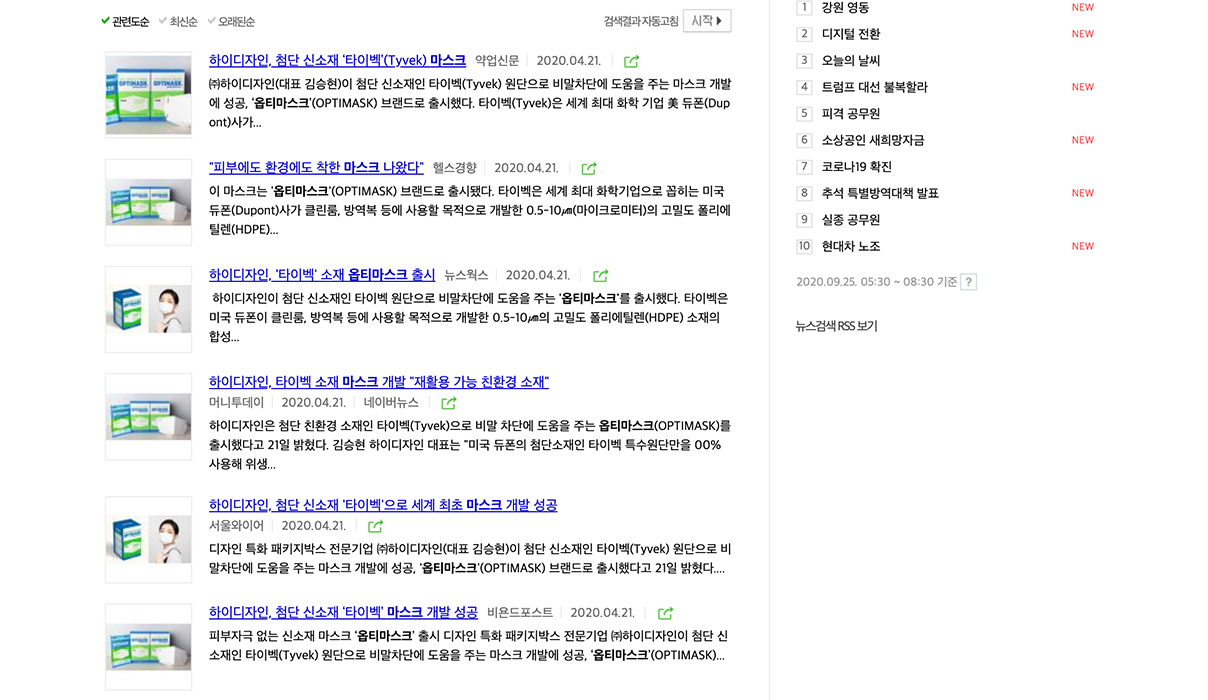 관련도순 최신순 오래된순 검색결과 자동고침 시작
하이디자인, 첨단 신소재 '타이벡'(Tyvek) 마스크 약업신문 2020.04.21.
㈜하이디자인(대표 김승현)이 첨단 신소재인 타이벡(Tyvek) 원단으로 비말차단에 도움을 주는 마스크 개발
에 성공, '옵티마스크'(OPTIMASK) 브랜드로 출시했다. 타이벡(Tyvek)은 세계 최대 화학 기업 美 듀폰(Dup
ont)사가...
"피부에도 환경에도 착한 마스크 나왔다" 헬스경향 2020.04.21.
이 마스크는 '옵티마스크'(OPTIMASK) 브랜드로 출시됐다. 타이벡은 세계 최대 화학기업으로 꼽히는 미국
듀폰(Dupont)사가 클린룸, 방역복 등에 사용할 목적으로 개발한 0.5-10㎛(마이크로미터)의 고밀도 폴리에
틸렌(HDPE)...
하이디자인, '타이벡' 소재 옵티마스크 출시 뉴스웍스 2020.04.21.
하이디자인이 첨단 신소재인 타이벡 원단으로 비말차단에 도움을 주는 '옵티마스크'를 출시했다. 타이벡은
미국 듀폰이 클린룸, 방역복 등에 사용할 목적으로 개발한 0.5-10㎛의 고밀도 폴리에틸렌(HDPE) 소재의
합성...
하이디자인, 타이벡 소재 마스크 개발 "재활용 가능 친환경 소재"
머니투데이 2020.04.21. 네이버뉴스
하이디자인은 첨단 친환경 소재인 타이벡(Tyvek)으로 비말 차단에 도움을 주는 옵티마스크(OPTIMASK)를
출시했다고 21일 밝혔다. 김승현 하이디자인 대표는 "미국 듀폰의 첨단소재인 타이벡 특수원단만을 00%
사용해 위생...
하이디자인, 첨단 신소재 '타이벡'으로 세계 최초 마스크 개발 성공
서울와이어 2020.04.21.
디자인 특화 패키지박스 전문기업 ㈜하이디자인(대표 김승현)이 첨단 신소재인 타이벡(Tyvek) 원단으로 비
말차단에 도움을 주는 마스크 개발에 성공, '옵티마스크'(OPTIMASK) 브랜드로 출시했다고 21일 밝혔다....
하이디자인, 첨단 신소재 '타이벡' 마스크 개발 성공 비욘드포스트 2020.04.21.
피부자극 없는 신소재 마스크 '옵티마스크' 출시 디자인 특화 패키지박스 전문기업 ㈜하이디자인이 첨단 신
소재인 타이벡(Tyvek) 원단으로 비말차단에 도움을 주는 마스크 개발에 성공, '옵티마스크'(OPTIMASK)...
1 강원 영동 NEW
2 디지털 전환 NEW
3 오늘의 날씨
4 트럼프 대선 불복할라 NEW
5 피격 공무원
6 소상공인 새희망자금 NEW
7 코로나19 확진
8 추석 특별방역대책 발표 NEW
9 실종 공무원
10 현대차 노조 NEW
2020.09.25. 05:30 ~ 08:30 기준 ?
뉴스검색 RSS 보기